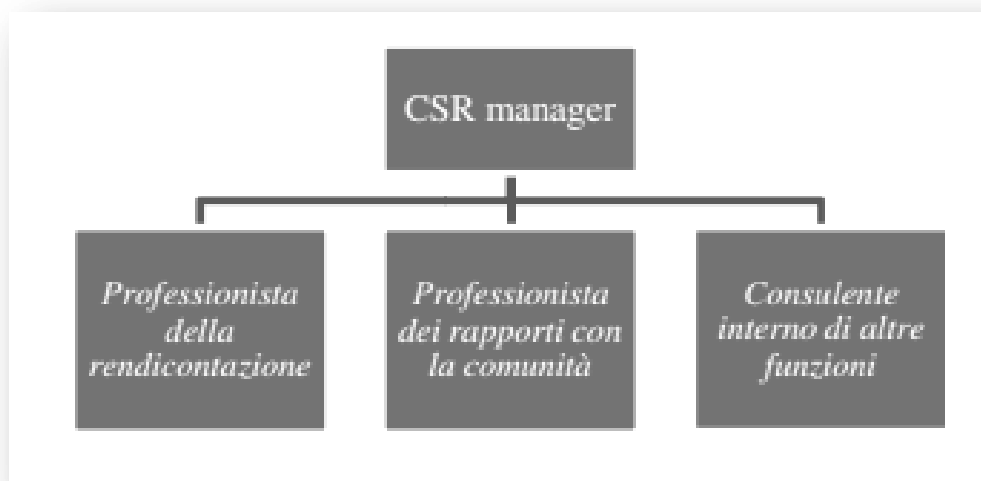 CSR manager
Professionista
della
rendicontazione
Professionista
dei rapporti con
la comunità
Consulente
interno di altre
funzioni